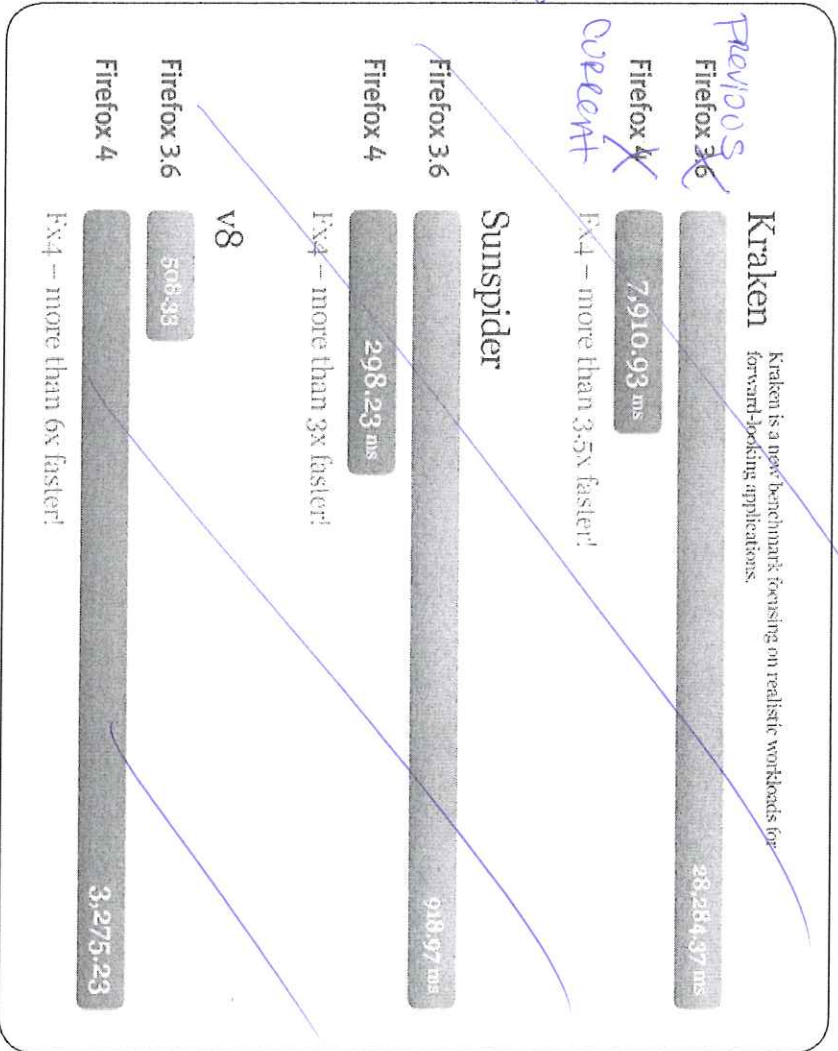 Kraken
Kraken is a new benchmark focusing on realistic workloads for
forward-looking applications.
PREVIOUS
Firefox 3.6
28,284.37 ms
Firefox 4
7,910.93 ms
CURRENT
Fx4 – more than 3.5x faster!
Sunspider
Firefox 3.6
918.97 ms
Firefox 4
298.23 ms
Fx4 – more than 3x faster!
v8
Firefox 3.6
508.33
Firefox 4
3,275.23
Fx4 – more than 6x faster!